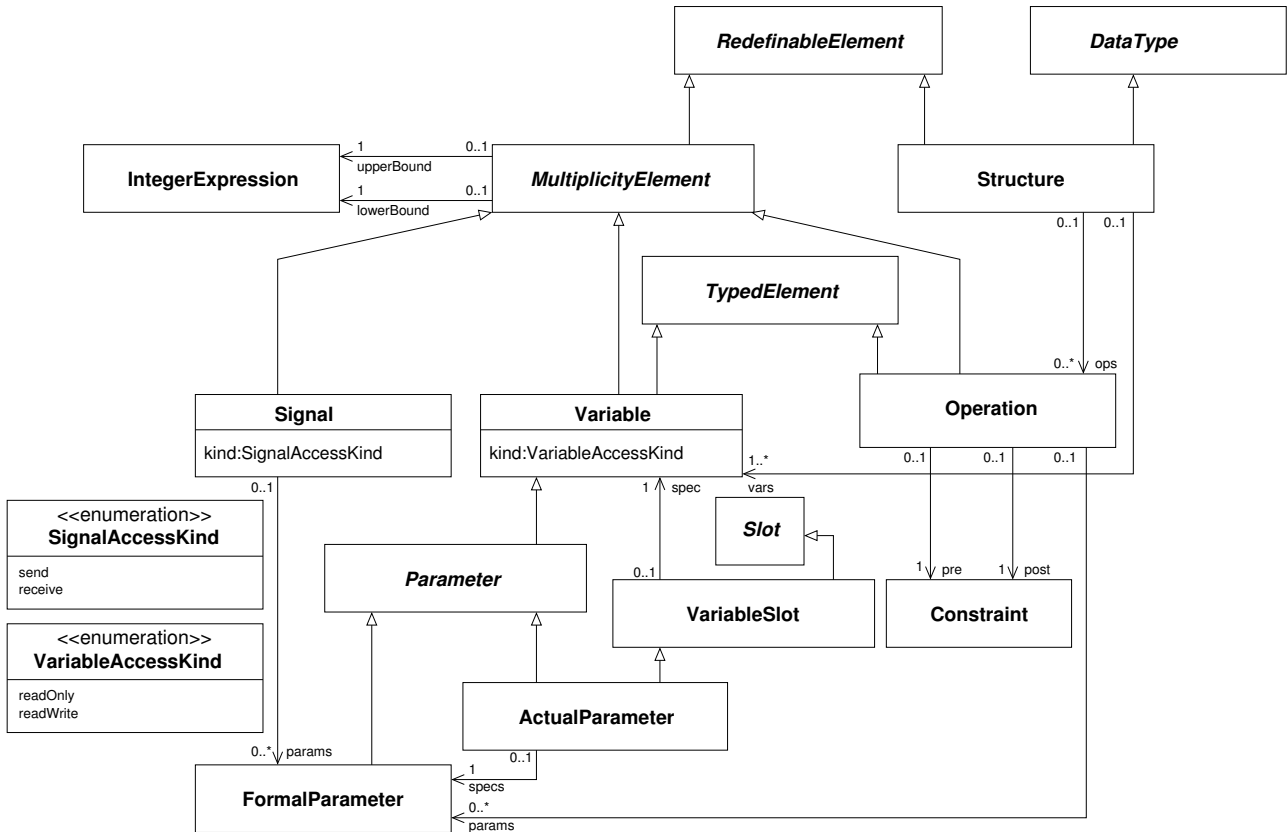 RedefinableElement
DataType
1
0..1
upperBound
1
0..1
lowerBound
IntegerExpression
MultiplicityElement
Structure
0..1
0..1
TypedElement
0..*
ops
Signal
kind:SignalAccessKind
0..1
Variable
kind:VariableAccessKind
1
spec
1..*
vars
Operation
0..1
0..1
0..1
<<enumeration>>
SignalAccessKind
send
receive
Slot
Parameter
0..1
VariableSlot
1
pre
1
post
Constraint
<<enumeration>>
VariableAccessKind
readOnly
readWrite
ActualParameter
0..1
0..*
params
1
specs
FormalParameter
0..*
params